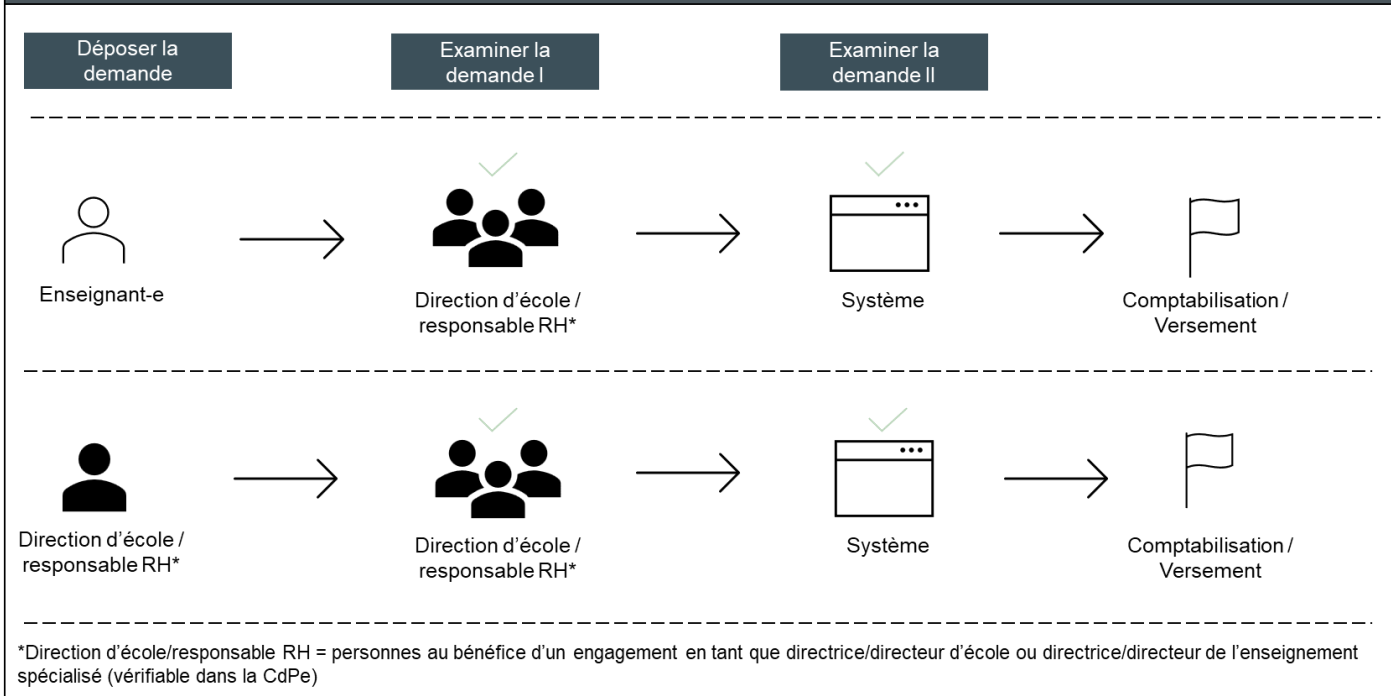 Déposer la
demande
Examiner la
demande I
Examiner la
demande II
Enseignant-e
Direction d'école /
responsable RH*
Système
Comptabilisation /
Versement
Direction d'école /
responsable RH*
Direction d'école /
responsable RH*
Système
Comptabilisation /
Versement
*Direction d'école/responsable RH = personnes au bénéfice d'un engagement en tant que directrice/directeur d'école ou directrice/directeur de l'enseignement
spécialisé (vérifiable dans la CdPe)